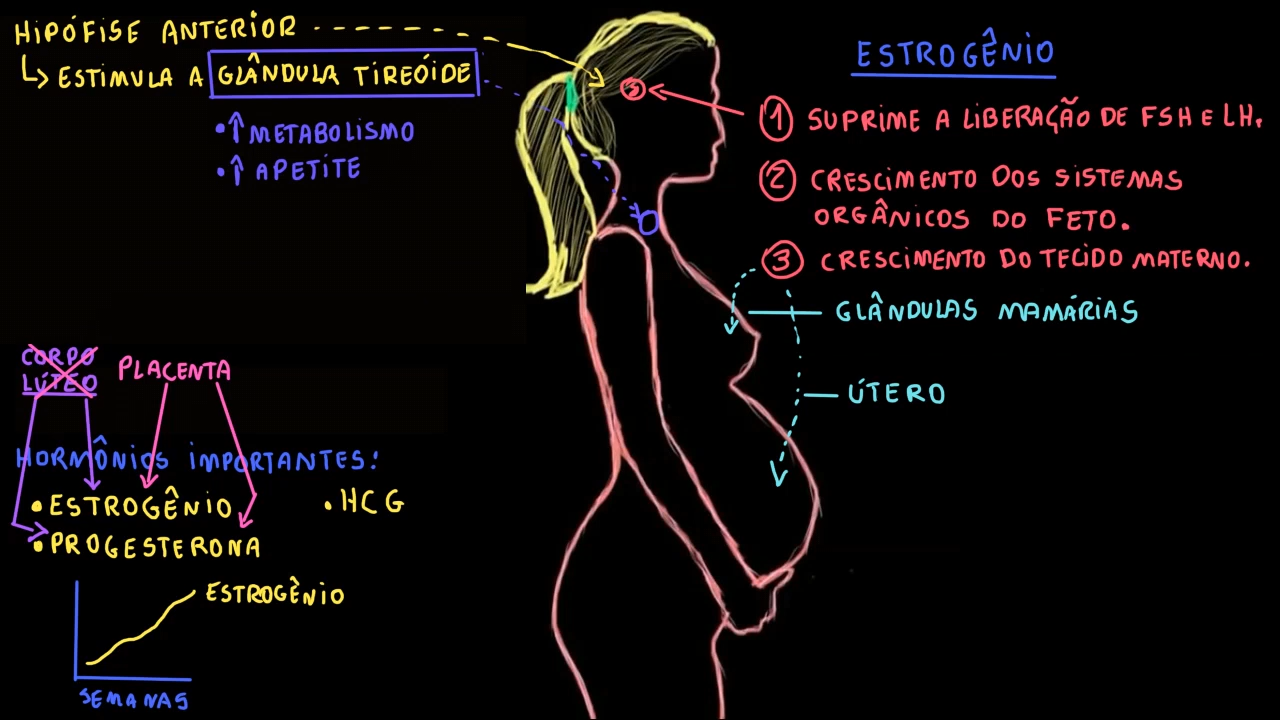 HIPÓFISE ANTERIOR
↳ ESTIMULA A GLÂNDULA TIREÓIDE
• ↑ METABOLISMO
• ↑ APETITE
ESTROGÊNIO
① SUPRIME A LIBERAÇÃO DE FSH E LH.
② CRESCIMENTO DOS SISTEMAS
ORGÂNICOS DO FETO.
③ CRESCIMENTO DO TECIDO MATERNO.
GLÂNDULAS MAMÁRIAS
ÚTERO
CORPO
LÚTEO
PLACENTA
HORMÔNIOS IMPORTANTES:
• ESTROGÊNIO
• HCG
• PROGESTERONA
ESTROGÊNIO
SEMANAS